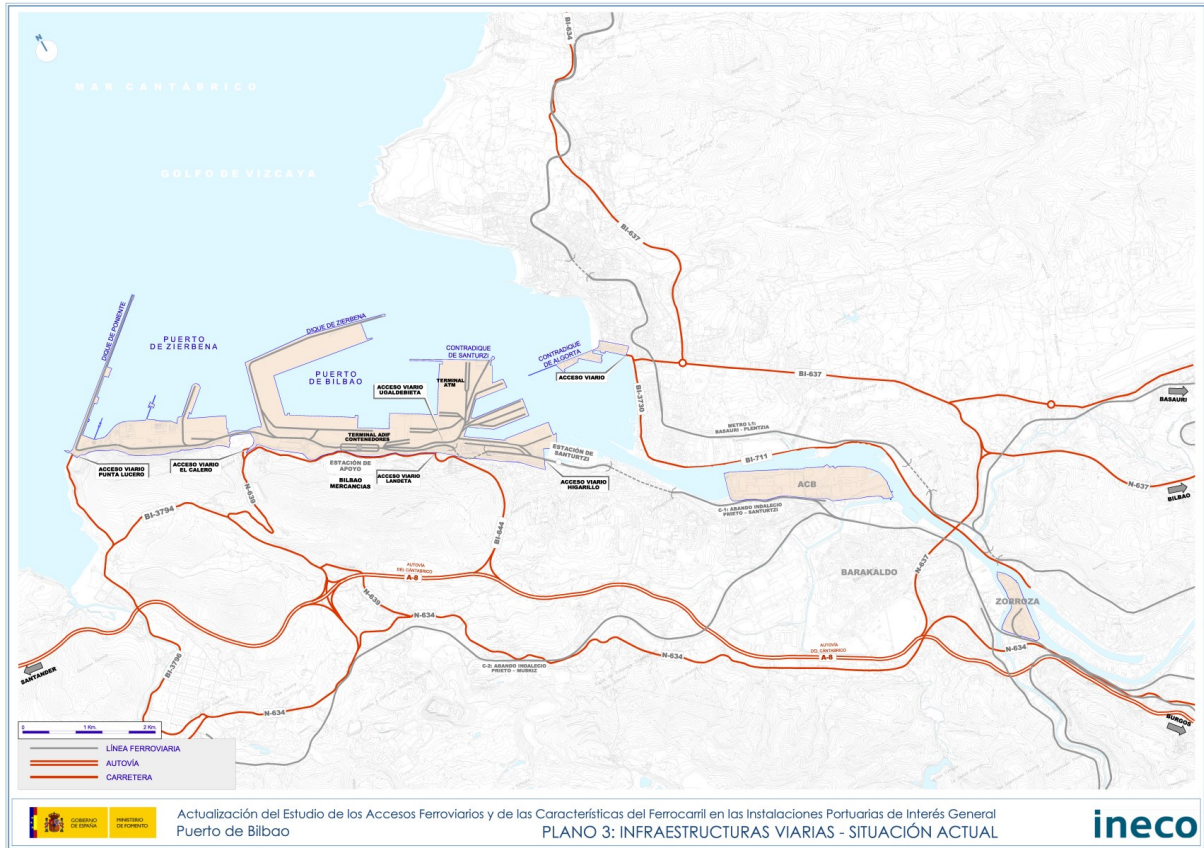 N
BI-634
MAR CANTÁBRICO
GOLFO DE VIZCAYA
BI-637
DIQUE DE PONIENTE
PUERTO
DE ZIERBENA
DIQUE DE ZIERBENA
PUERTO
DE BILBAO
CONTRADIQUE
DE SANTURZI
CONTRADIQUE
DE ALGORTA
ACCESO VIARIO
UGALDEBIETA
TERMINAL
ATM
ACCESO VIARIO
BI-637
BI-3730
BASAURI
METRO L1:
BASAURI - PLENTZIA
TERMINAL ADIF
CONTENEDORES
ACCESO VIARIO
PUNTA LUCERO
ACCESO VIARIO
EL CALERO
ESTACIÓN DE
APOYO
BILBAO
MERCANCIAS
ACCESO VIARIO
LANDETA
ESTACIÓN DE
SANTURTZI
ACCESO VIARIO
HIGARILLO
BI-711
ACB
C-1: ABANDO INDALECIO
PRIETO - SANTURTZI
N-637
BILBAO
N-639
BI-3794
BI-644
AUTOVÍA
DEL CANTÁBRICO
A-8
N-639
N-634
BARAKALDO
N-637
ZORROZA
N-634
C-2: ABANDO INDALECIO
PRIETO - MUSKIZ
N-634
AUTOVÍA
DEL CANTÁBRICO
A-8
SANTANDER
BI-3796
N-634
BURGOS
0 1 Km. 2 Km.
LÍNEA FERROVIARIA
AUTOVÍA
CARRETERA
GOBIERNO
DE ESPAÑA
MINISTERIO
DE FOMENTO
Actualización del Estudio de los Accesos Ferroviarios y de las Características del Ferrocarril en las Instalaciones Portuarias de Interés General
Puerto de Bilbao
PLANO 3: INFRAESTRUCTURAS VIARIAS - SITUACIÓN ACTUAL
ineco